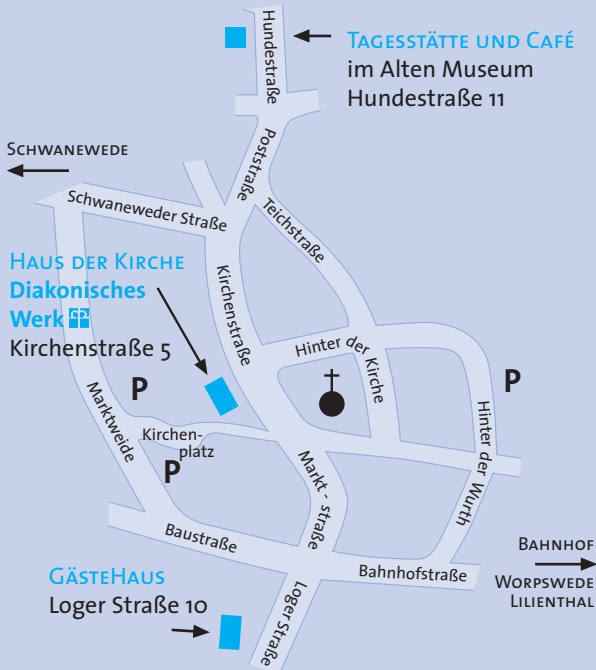 Hundestraße
Tagesstätte und Café
im Alten Museum
Hundestraße 11
Schwanewede
Poststraße
Schwaneweder Straße
Teichstraße
Haus der Kirche
Diakonisches
Werk
Kirchenstraße 5
Kirchenstraße
Hinter der Kirche
P
P
Marktweide
Kirchen-
platz
P
Hinter der Wurth
Markt - straße
Baustraße
Bahnhofstraße
Bahnhof
Worpswede
Lilienthal
GästeHaus
Loger Straße 10
Loger Straße